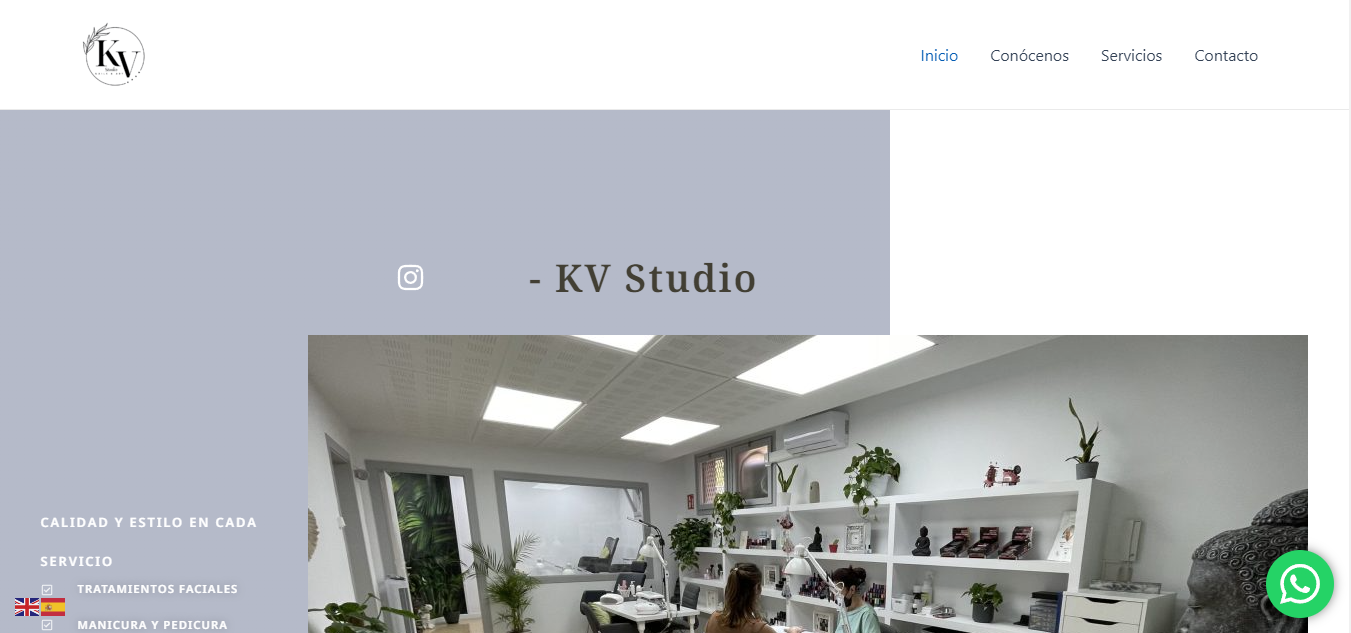 KV
Inicio
Conócenos
Servicios
Contacto
- KV Studio
CALIDAD Y ESTILO EN CADA
SERVICIO
TRATAMIENTOS FACIALES
MANICURA Y PEDICURA